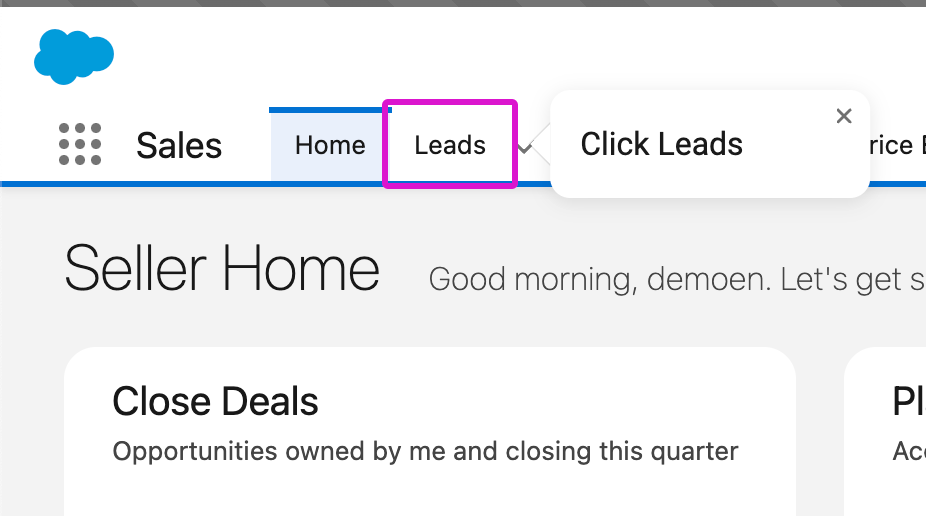 Sales Home Leads Click Leads rice
Seller Home Good morning, demoen. Let's get s
Close Deals Pl
Opportunities owned by me and closing this quarter Acc